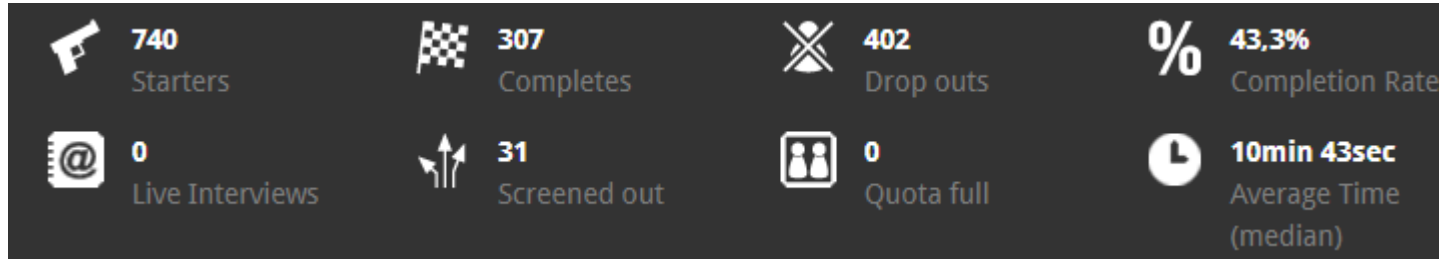 740
Starters
307
Completes
402
Drop outs
%
43,3%
Completion Rate
@
0
Live Interviews
31
Screened out
0
Quota full
10min 43sec
Average Time
(median)